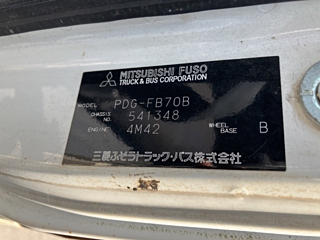 MITSUBISHI FUSO
TRUCK & BUS CORPORATION
MODEL PDG-FB70B
CHASSIS NO. 541348
ENGINE 4M42 WHEEL BASE B
三菱ふそうトラック・バス株式会社